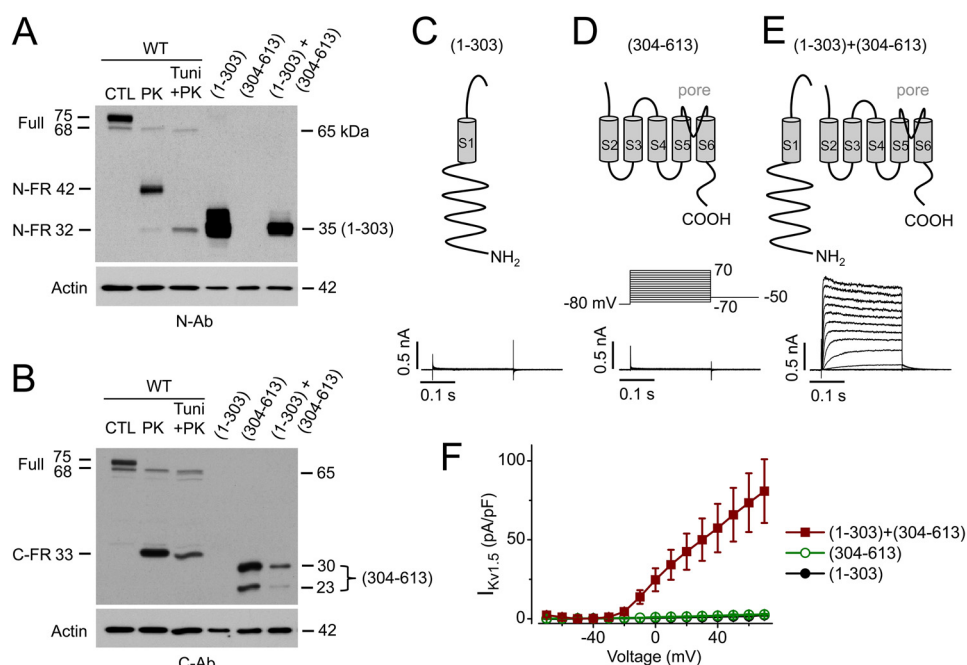 A
WT
CTL
PK
Tuni
+PK
(1-303)
(304-613)
(1-303) +
(304-613)
Full
75
68
65 kDa
N-FR 42
N-FR 32
35 (1-303)
Actin
42
N-Ab
B
WT
CTL
PK
Tuni
+PK
(1-303)
(304-613)
(1-303) +
(304-613)
Full
75
68
65
C-FR 33
30
23
(304-613)
Actin
42
C-Ab
C
(1-303)
S1
NH2
0.5 nA
0.1 s
D
(304-613)
pore
S2
S3
S4
S5
S6
COOH
70
-80 mV
-70
-50
0.5 nA
0.1 s
E
(1-303)+(304-613)
pore
S1
S2
S3
S4
S5
S6
COOH
NH2
0.5 nA
0.1 s
F
100
50
0
IKv1.5 (pA/pF)
-40
0
40
Voltage (mV)
(1-303)+(304-613)
(304-613)
(1-303)